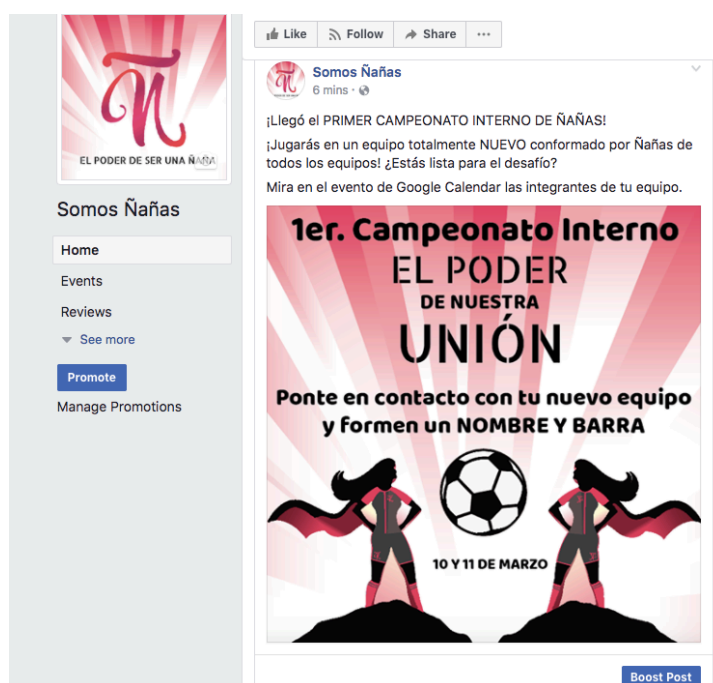 Ñ
EL PODER DE SER UNA ÑAÑA
Somos Ñañas
Home
Events
Reviews
See more
Promote
Manage Promotions
Like
Follow
Share
Somos Ñañas
6 mins ·
¡Llegó el PRIMER CAMPEONATO INTERNO DE ÑAÑAS!
¡Jugarás en un equipo totalmente NUEVO conformado por Ñañas de
todos los equipos! ¿Estás lista para el desafío?
Mira en el evento de Google Calendar las integrantes de tu equipo.
1er. Campeonato Interno
EL PODER
DE NUESTRA
UNIÓN
Ponte en contacto con tu nuevo equipo
y formen un NOMBRE Y BARRA
10 Y 11 DE MARZO
Boost Post